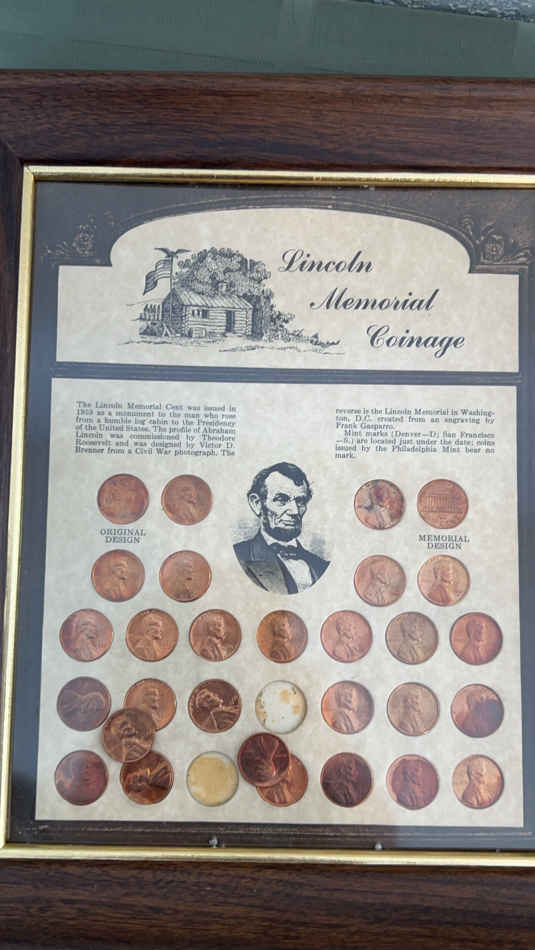 Lincoln
Memorial
Coinage
The Lincoln Memorial Cent was issued in
1959 as a monument to the man who rose
from a humble log cabin to the Presidency
of the United States. The profile of Abraham
Lincoln was commissioned by Theodore
Roosevelt and was designed by Victor D.
Brenner from a Civil War photograph. The
reverse is the Lincoln Memorial in Washing-
ton, D.C. created from an engraving by
Frank Gasparro.
Mint marks (Denver—D; San Francisco
—S,) are located just under the date; coins
issued by the Philadelphia Mint bear no
mark.
ORIGINAL
DESIGN
MEMORIAL
DESIGN